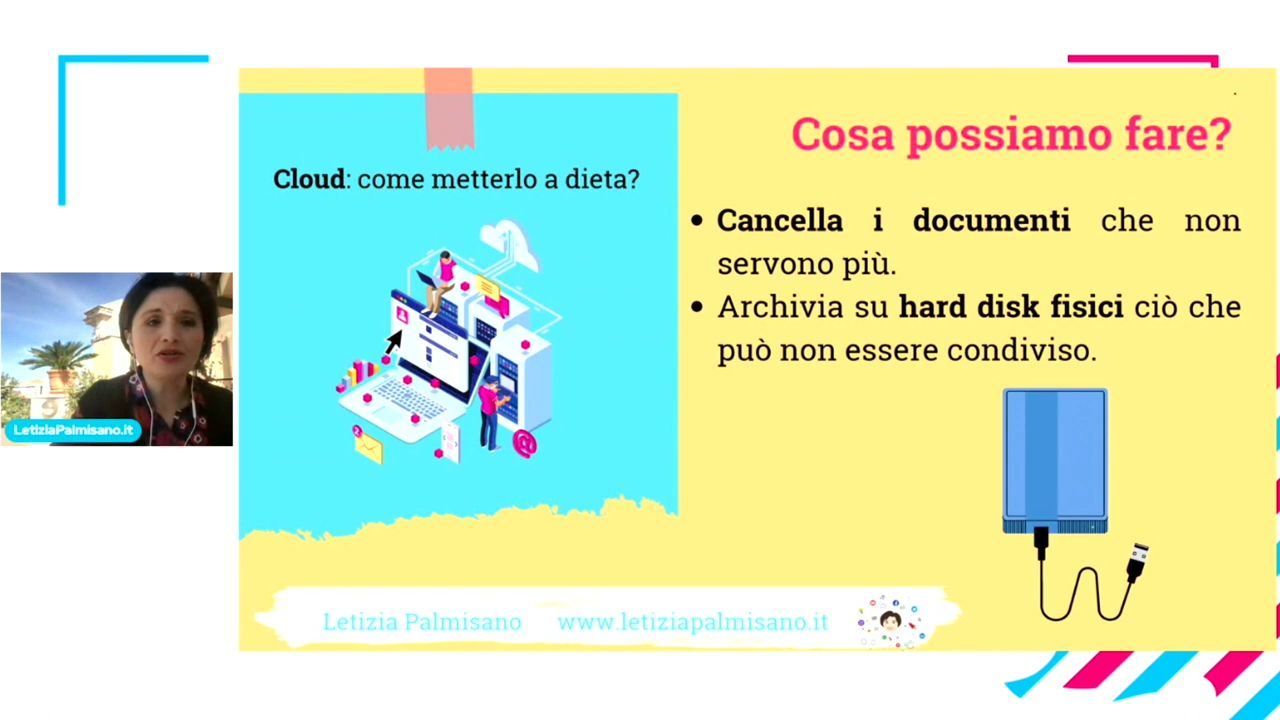 Cosa possiamo fare?
Cloud: come metterlo a dieta?
Cancella i documenti che non
servono più.
Archivia su hard disk fisici ciò che
può non essere condiviso.
LetiziaPalmisano.it
Letizia Palmisano www.letiziapalmisano.it